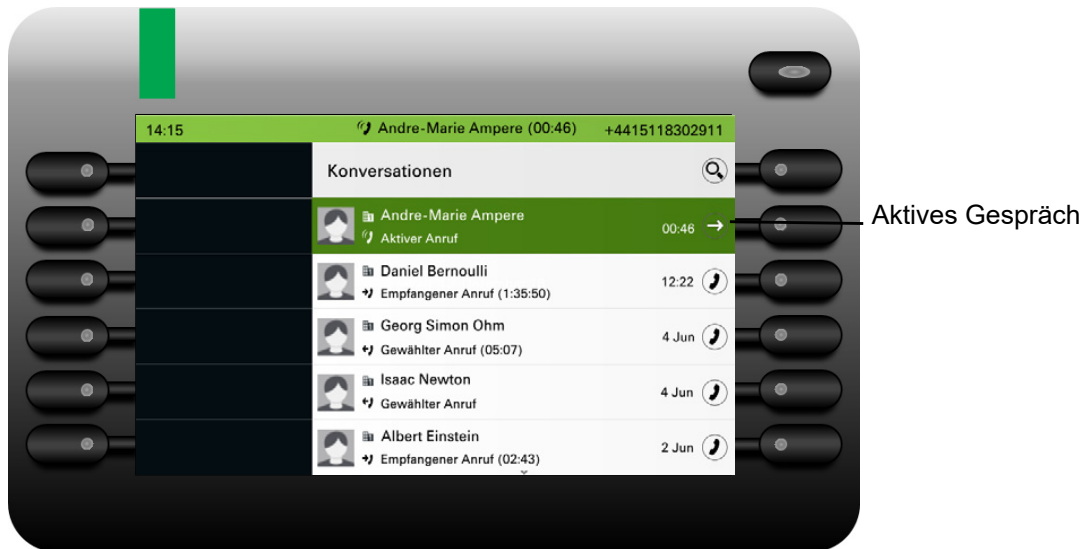 14:15 Andre-Marie Ampere (00:46) +4415118302911
Konversationen
Andre-Marie Ampere
Aktiver Anruf
00:46
Aktives Gespräch
Daniel Bernoulli
Empfangener Anruf (1:35:50)
12:22
Georg Simon Ohm
Gewählter Anruf (05:07)
4 Jun
Isaac Newton
Gewählter Anruf
4 Jun
Albert Einstein
Empfangener Anruf (02:43)
2 Jun